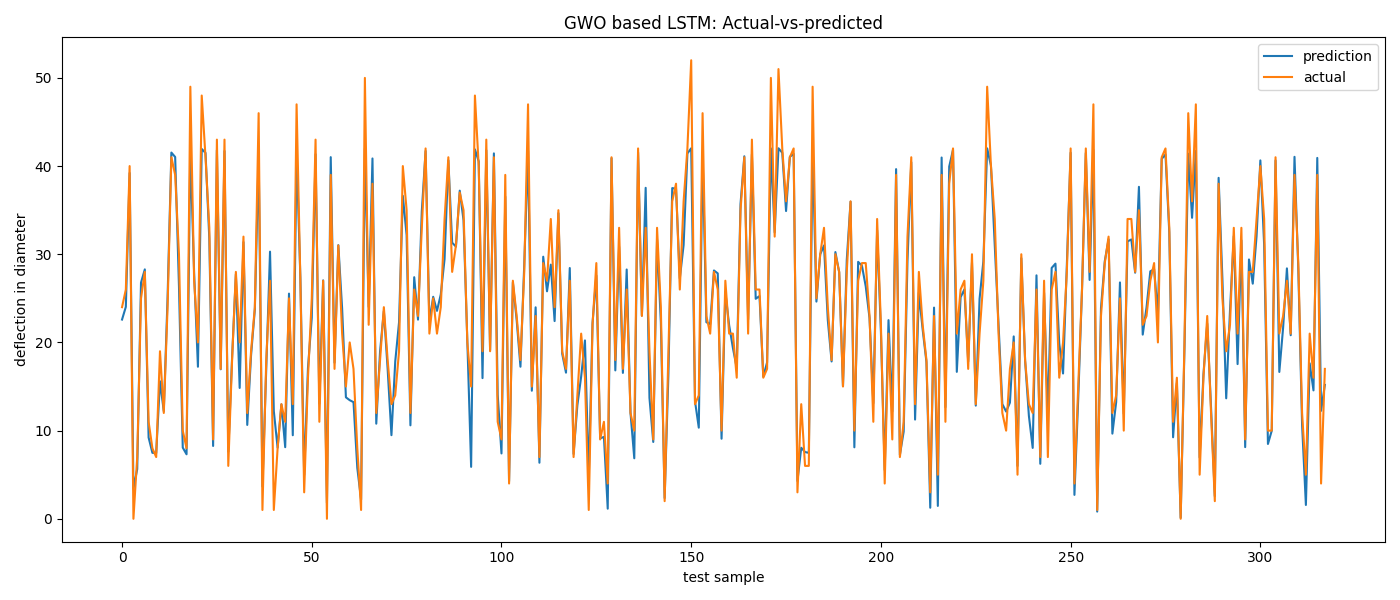 GWO based LSTM: Actual-vs-predicted
prediction
actual
deflection in diameter
50
40
30
20
10
0
0 50 100 150 200 250 300
test sample